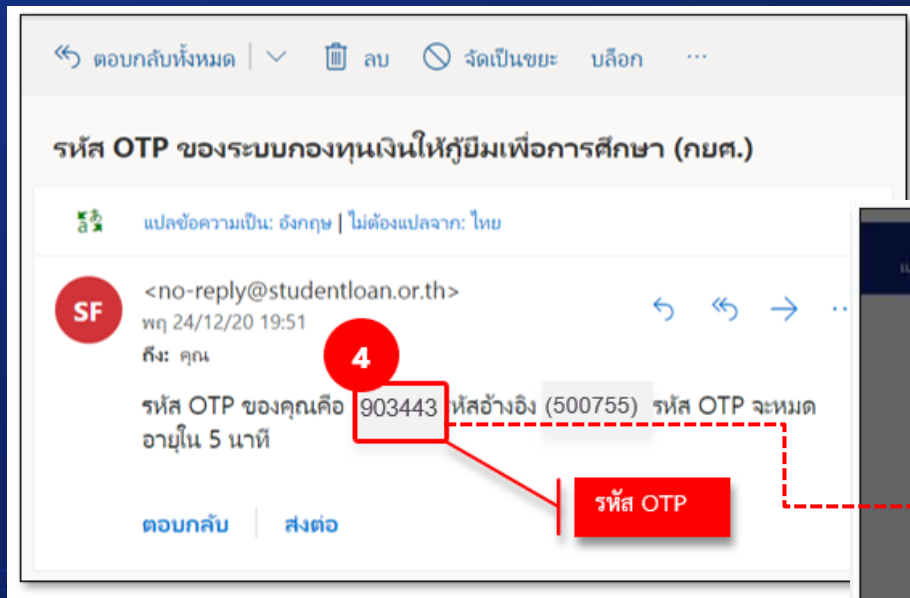 ตอบกลับทั้งหมด ลบ จัดเป็นขยะ บล็อก ...
รหัส OTP ของระบบกองทุนเงินให้กู้ยืมเพื่อการศึกษา (กยศ.)
แปลข้อความเป็น: อังกฤษ | ไม่ต้องแปลจาก: ไทย
SF
<no-reply@studentloan.or.th>
พฤ 24/12/20 19:51
ถึง: คุณ
4
รหัส OTP ของคุณคือ 903443 หัสอ้างอิง (500755) รหัส OTP จะหมด
อายุใน 5 นาที
รหัส OTP
ตอบกลับ ส่งต่อ